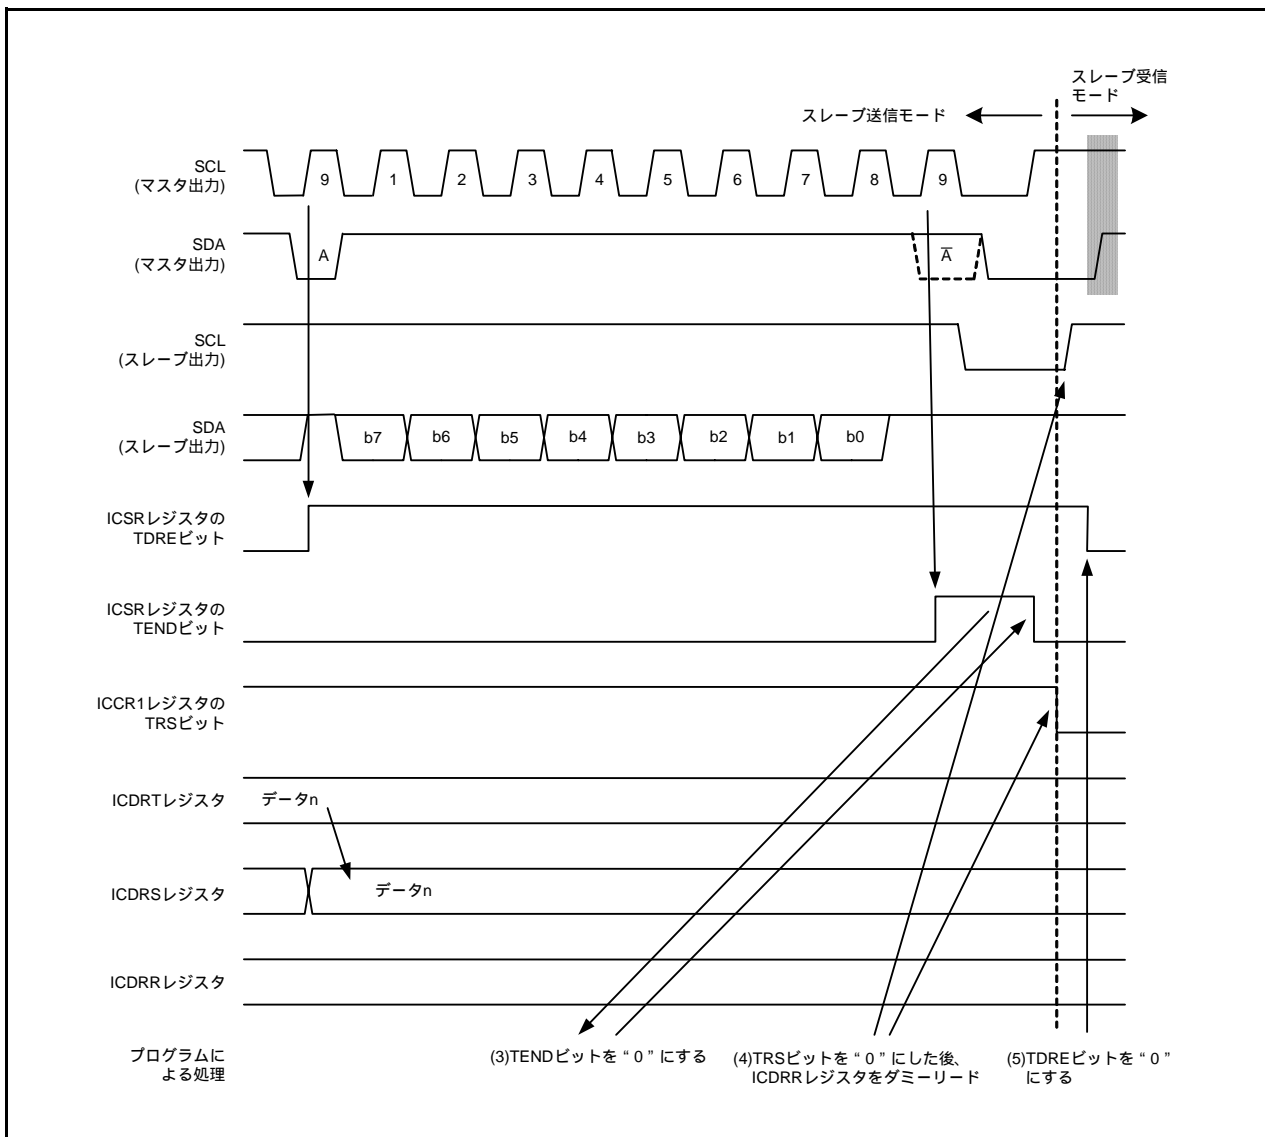 スレーブ受信
モード
スレーブ送信モード
SCL
(マスタ出力)
9 1 2 3 4 5 6 7 8 9
SDA
(マスタ出力)
A A̅
SCL
(スレーブ出力)
SDA
(スレーブ出力)
b7 b6 b5 b4 b3 b2 b1 b0
ICSRレジスタの
TDREビット
ICSRレジスタの
TENDビット
ICCR1レジスタの
TRSビット
ICDRTレジスタ データn
ICDRSレジスタ データn
ICDRRレジスタ
プログラムに
よる処理
(3)TENDビットを“0”にする
(4)TRSビットを“0”にした後、
ICDRRレジスタをダミーリード
(5)TDREビットを“0”
にする